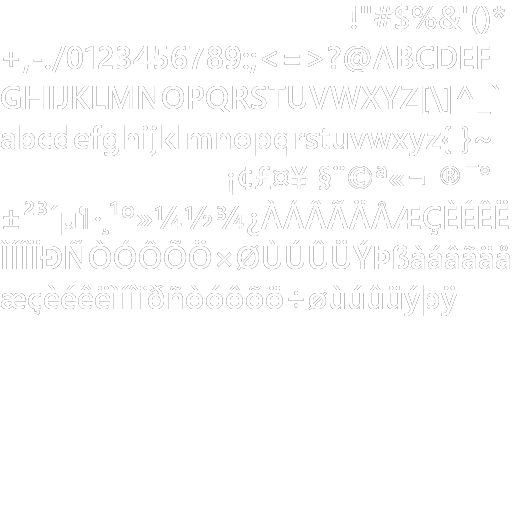 !"#$%&'()*
+,-./0123456789:;<=>?@ABCDEF
GHIJKLMNOPQRSTUVWXYZ[\]^_`
abcdefghijklmnopqrstuvwxyz{}~
¡¢£¤¥§¨©ª«¬®¯°
±²³´µ¶·¸¹º»¼½¾¿ÀÁÂÃÄÅÆÇÈÉÊË
ÌÍÎÏÐÑÒÓÔÕÖ×ØÙÚÛÜÝÞßàáâãäå
æçèéêëìíîïðñòóôõö÷øùúûüýþÿ